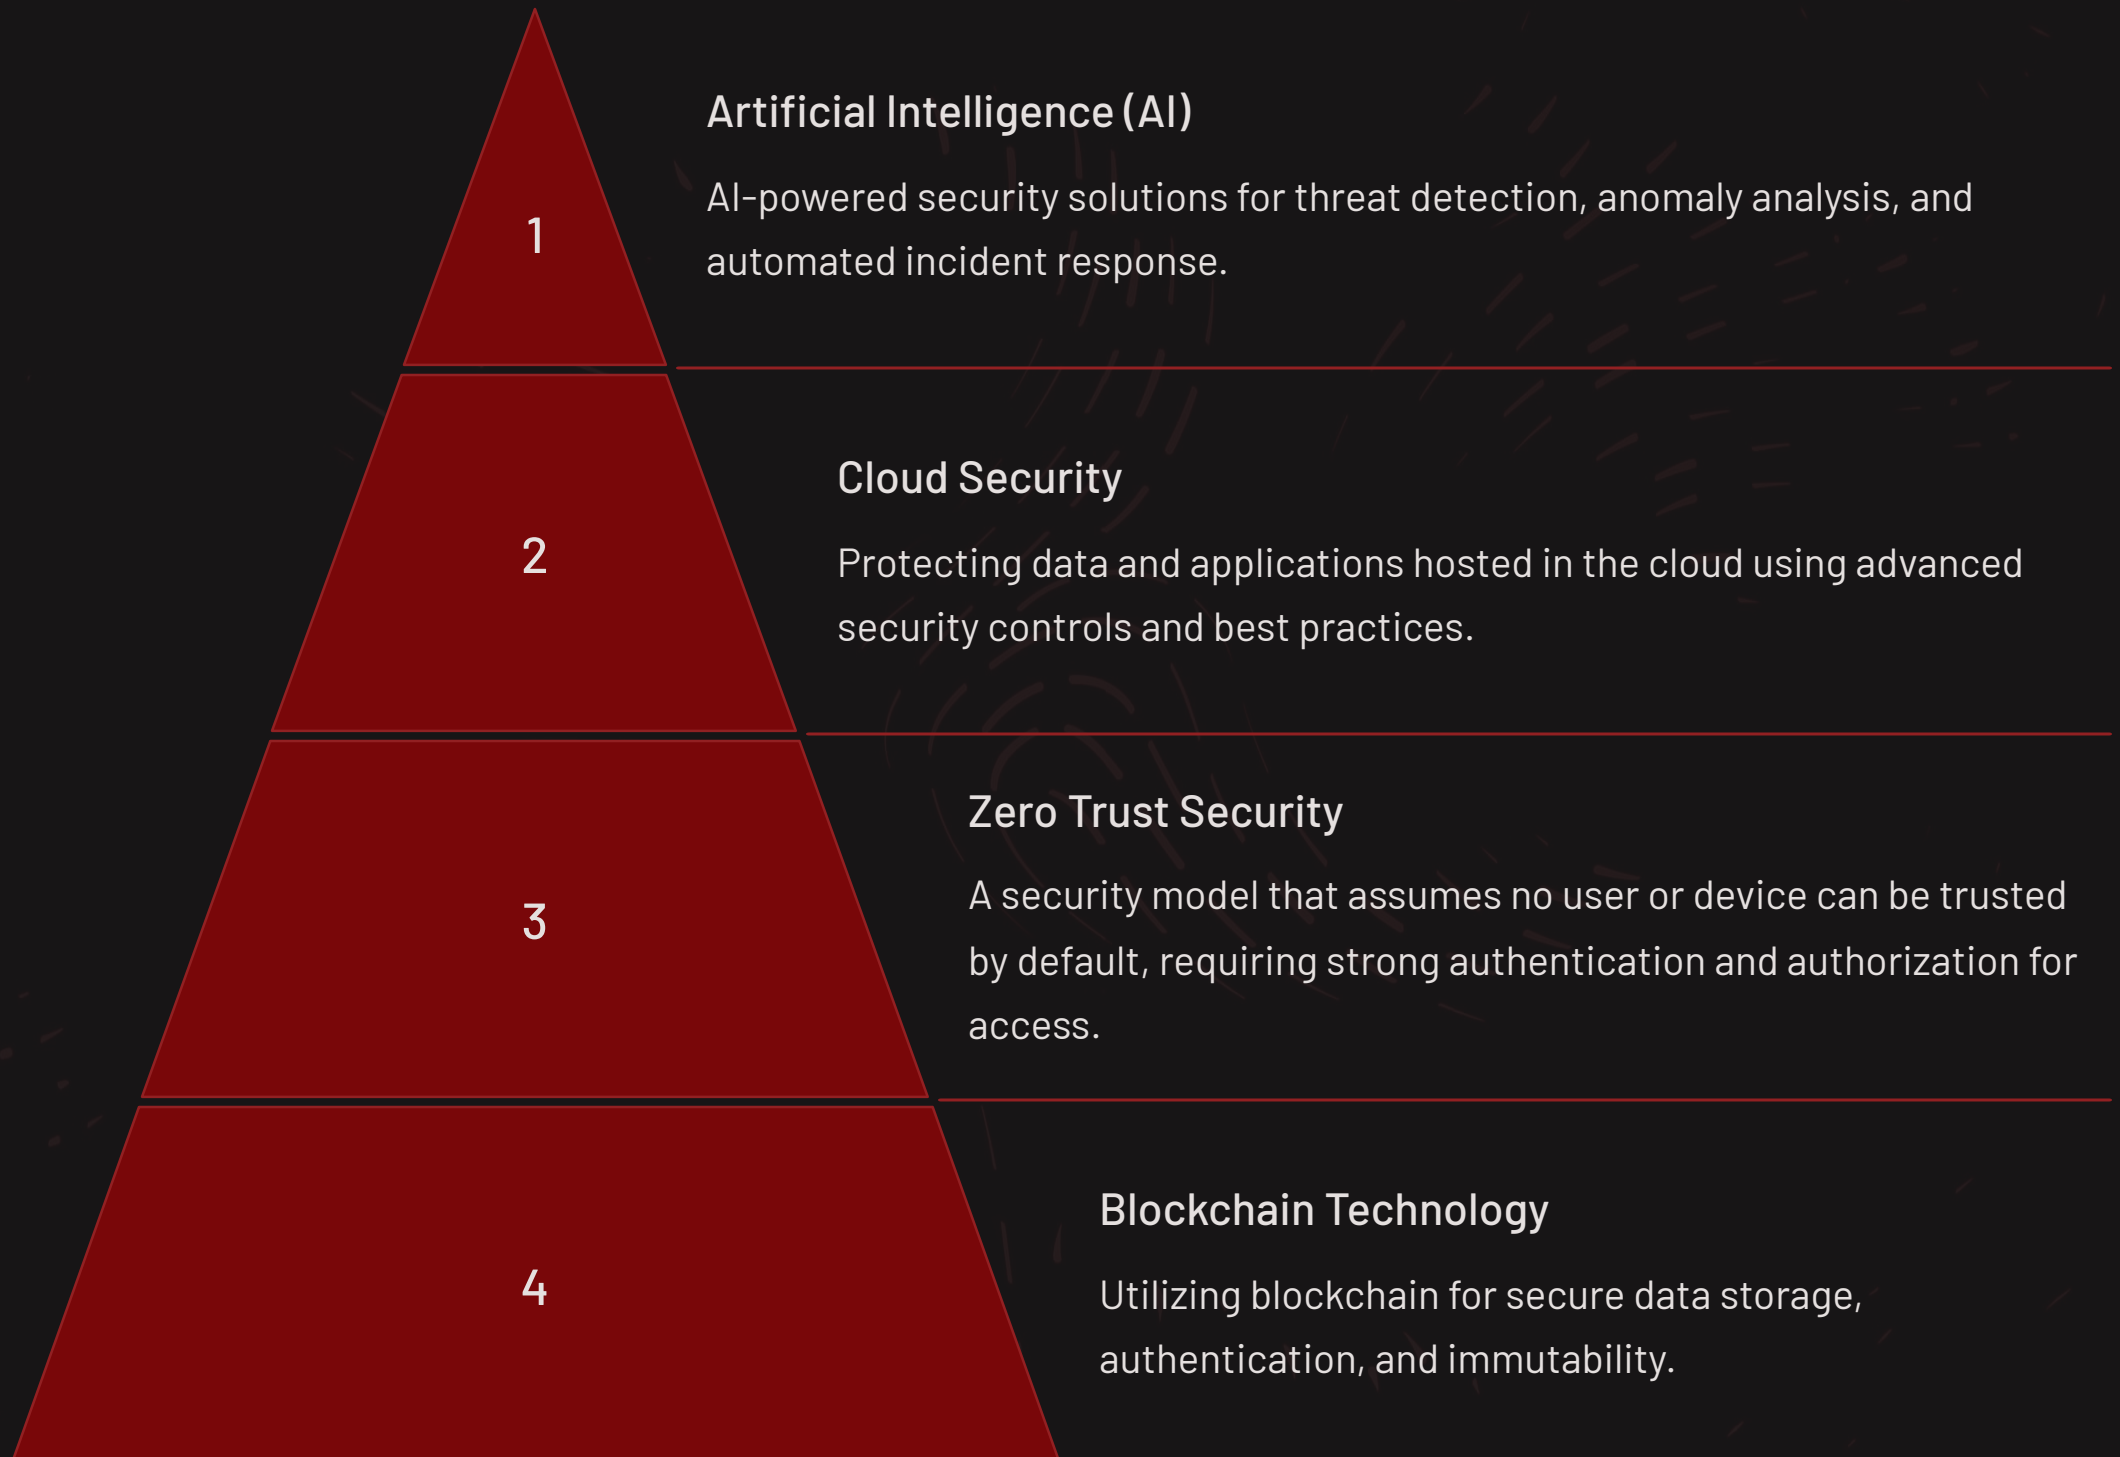 Artificial Intelligence (AI)
AI-powered security solutions for threat detection, anomaly analysis, and
automated incident response.
1
Cloud Security
Protecting data and applications hosted in the cloud using advanced
security controls and best practices.
2
Zero Trust Security
A security model that assumes no user or device can be trusted
by default, requiring strong authentication and authorization for
access.
3
Blockchain Technology
Utilizing blockchain for secure data storage,
authentication, and immutability.
4